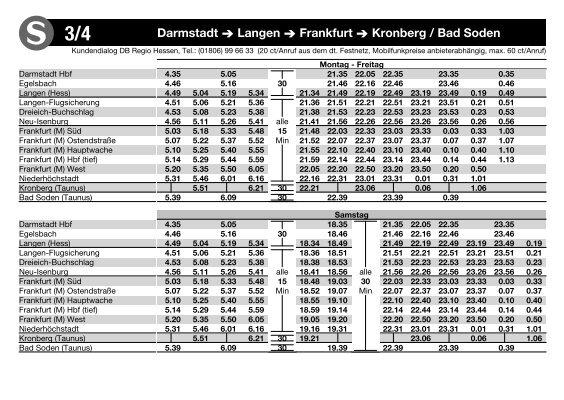 S 3/4 Darmstadt ➔ Langen ➔ Frankfurt ➔ Kronberg / Bad Soden
Kundendialog DB Regio Hessen, Tel.: (01806) 99 66 33 (20 ct/Anruf aus dem dt. Festnetz, Mobilfunkpreise anbieterabhängig, max. 60 ct/Anruf)
Montag - Freitag
Darmstadt Hbf 4.35 5.05 21.35 22.05 22.35 23.35 0.35
Egelsbach 4.46 5.16 30 21.46 22.16 22.46 23.46 0.46
Langen (Hess) 4.49 5.04 5.19 5.34 21.34 21.49 22.19 22.49 23.19 23.49 0.19 0.49
Langen-Flugsicherung 4.51 5.06 5.21 5.36 21.36 21.51 22.21 22.51 23.21 23.51 0.21 0.51
Dreieich-Buchschlag 4.53 5.08 5.23 5.38 21.38 21.53 22.23 22.53 23.23 23.53 0.23 0.53
Neu-Isenburg 4.56 5.11 5.26 5.41 alle 21.41 21.56 22.26 22.56 23.26 23.56 0.26 0.56
Frankfurt (M) Süd 5.03 5.18 5.33 5.48 15 21.48 22.03 22.33 23.03 23.33 0.03 0.33 1.03
Frankfurt (M) Ostendstraße 5.07 5.22 5.37 5.52 Min 21.52 22.07 22.37 23.07 23.37 0.07 0.37 1.07
Frankfurt (M) Hauptwache 5.10 5.25 5.40 5.55 21.55 22.10 22.40 23.10 23.40 0.10 0.40 1.10
Frankfurt (M) Hbf (tief) 5.14 5.29 5.44 5.59 21.59 22.14 22.44 23.14 23.44 0.14 0.44 1.13
Frankfurt (M) West 5.20 5.35 5.50 6.05 22.05 22.20 22.50 23.20 23.50 0.20 0.50
Niederhöchstadt 5.31 5.46 6.01 6.16 22.16 22.31 23.01 23.31 0.01 0.31 1.01
Kronberg (Taunus) 5.51 6.21 30 22.21 23.06 0.06 1.06
Bad Soden (Taunus) 5.39 6.09 30 22.39 23.39 0.39
Samstag
Darmstadt Hbf 4.35 5.05 18.35 21.35 22.05 22.35 23.35
Egelsbach 4.46 5.16 30 18.46 21.46 22.16 22.46 23.46
Langen (Hess) 4.49 5.04 5.19 5.34 18.34 18.49 21.49 22.19 22.49 23.19 23.49 0.19
Langen-Flugsicherung 4.51 5.06 5.21 5.36 18.36 18.51 21.51 22.21 22.51 23.21 23.51 0.21
Dreieich-Buchschlag 4.53 5.08 5.23 5.38 18.38 18.53 21.53 22.23 22.53 23.23 23.53 0.23
Neu-Isenburg 4.56 5.11 5.26 5.41 alle 18.41 18.56 alle 21.56 22.26 22.56 23.26 23.56 0.26
Frankfurt (M) Süd 5.03 5.18 5.33 5.48 15 18.48 19.03 30 22.03 22.33 23.03 23.33 0.03 0.33
Frankfurt (M) Ostendstraße 5.07 5.22 5.37 5.52 Min 18.52 19.07 Min 22.07 22.37 23.07 23.37 0.07 0.37
Frankfurt (M) Hauptwache 5.10 5.25 5.40 5.55 18.55 19.10 22.10 22.40 23.10 23.40 0.10 0.40
Frankfurt (M) Hbf (tief) 5.14 5.29 5.44 5.59 18.59 19.14 22.14 22.44 23.14 23.44 0.14 0.44
Frankfurt (M) West 5.20 5.35 5.50 6.05 19.05 19.20 22.20 22.50 23.20 23.50 0.20 0.50
Niederhöchstadt 5.31 5.46 6.01 6.16 19.16 19.31 22.31 23.01 23.31 0.01 0.31 1.01
Kronberg (Taunus) 5.51 6.21 30 19.21 23.06 0.06 1.06
Bad Soden (Taunus) 5.39 6.09 30 19.39 22.39 23.39 0.39